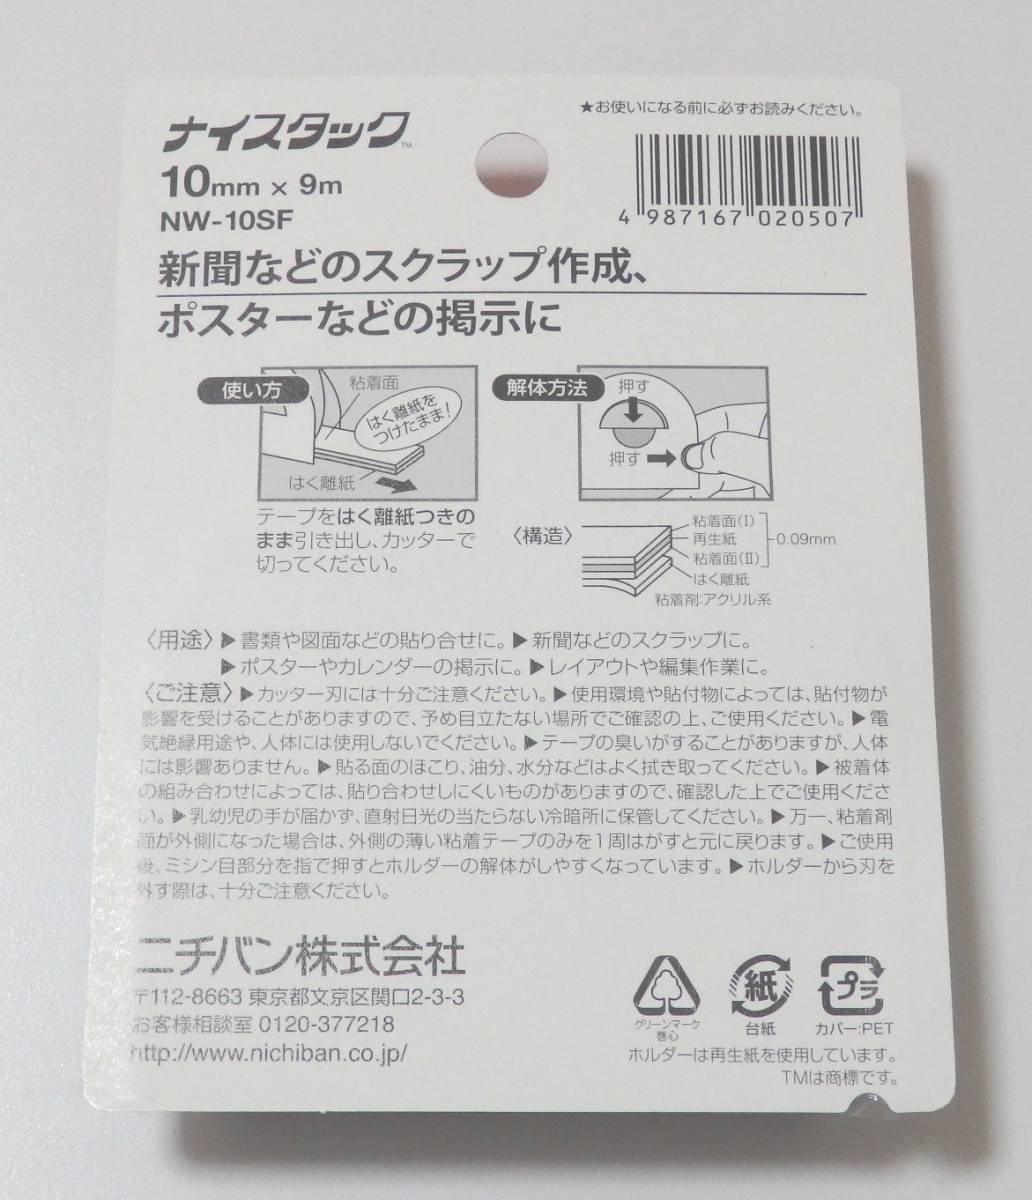 ★お使いになる前に必ずお読みください。
ナイスタック™
10mm × 9m
NW-10SF
4 987167 020507
新聞などのスクラップ作成、
ポスターなどの掲示に
使い方
粘着面
はく離紙を
つけたまま!
はく離紙
テープをはく離紙つきの
まま引き出し、カッターで
切ってください。
解体方法
押す
押す
〈構造〉
粘着面(I)
再生紙
粘着面(II)
0.09mm
はく離紙
粘着剤:アクリル系
〈用途〉▶書類や図面などの貼り合せに。▶新聞などのスクラップに。
▶ポスターやカレンダーの掲示に。▶レイアウトや編集作業に。
〈ご注意〉▶カッター刃には十分ご注意ください。▶使用環境や貼付物によっては、貼付物が
影響を受けることがありますので、予め目立たない場所でご確認の上、ご使用ください。▶電
気絶縁用途や、人体には使用しないでください。▶テープの臭いがすることがありますが、人体
には影響ありません。▶貼る面のほこり、油分、水分などはよく拭き取ってください。▶被着体
の組み合わせによっては、貼り合わせしにくいものがありますので、確認した上でご使用くださ
い。▶乳幼児の手が届かず、直射日光の当たらない冷暗所に保管してください。▶万一、粘着剤
面が外側になった場合は、外側の薄い粘着テープのみを1周はがすと元に戻ります。▶ご使用
後、ミシン目部分を指で押すとホルダーの解体がしやすくなっています。▶ホルダーから刃を
外す際は、十分ご注意ください。
ニチバン株式会社
〒112-8663 東京都文京区関口2-3-3
お客様相談室 0120-377218
http://www.nichiban.co.jp/
グリーンマーク
巻心
紙
台紙
プラ
カバー:PET
ホルダーは再生紙を使用しています。
TMは商標です。